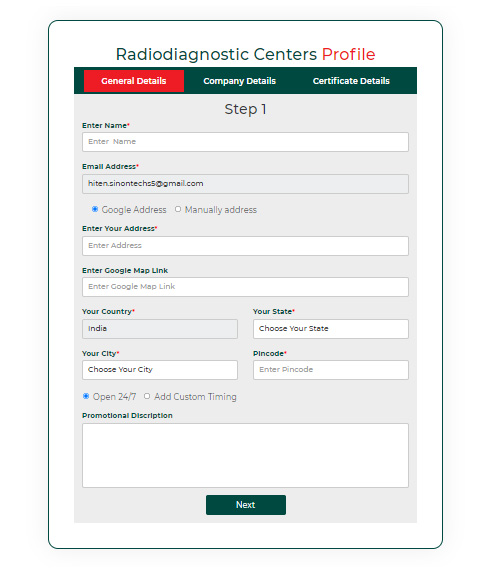 Radiodiagnostic Centers Profile
General Details Company Details Certificate Details
Step 1
Enter Name*
Enter Name
Email Address*
hiten.sinontechs5@gmail.com
Google Address Manually address
Enter Your Address*
Enter Address
Enter Google Map Link
Enter Google Map Link
Your Country* Your State*
India Choose Your State
Your City* Pincode*
Choose Your City Enter Pincode
Open 24/7 Add Custom Timing
Promotional Discription
Next